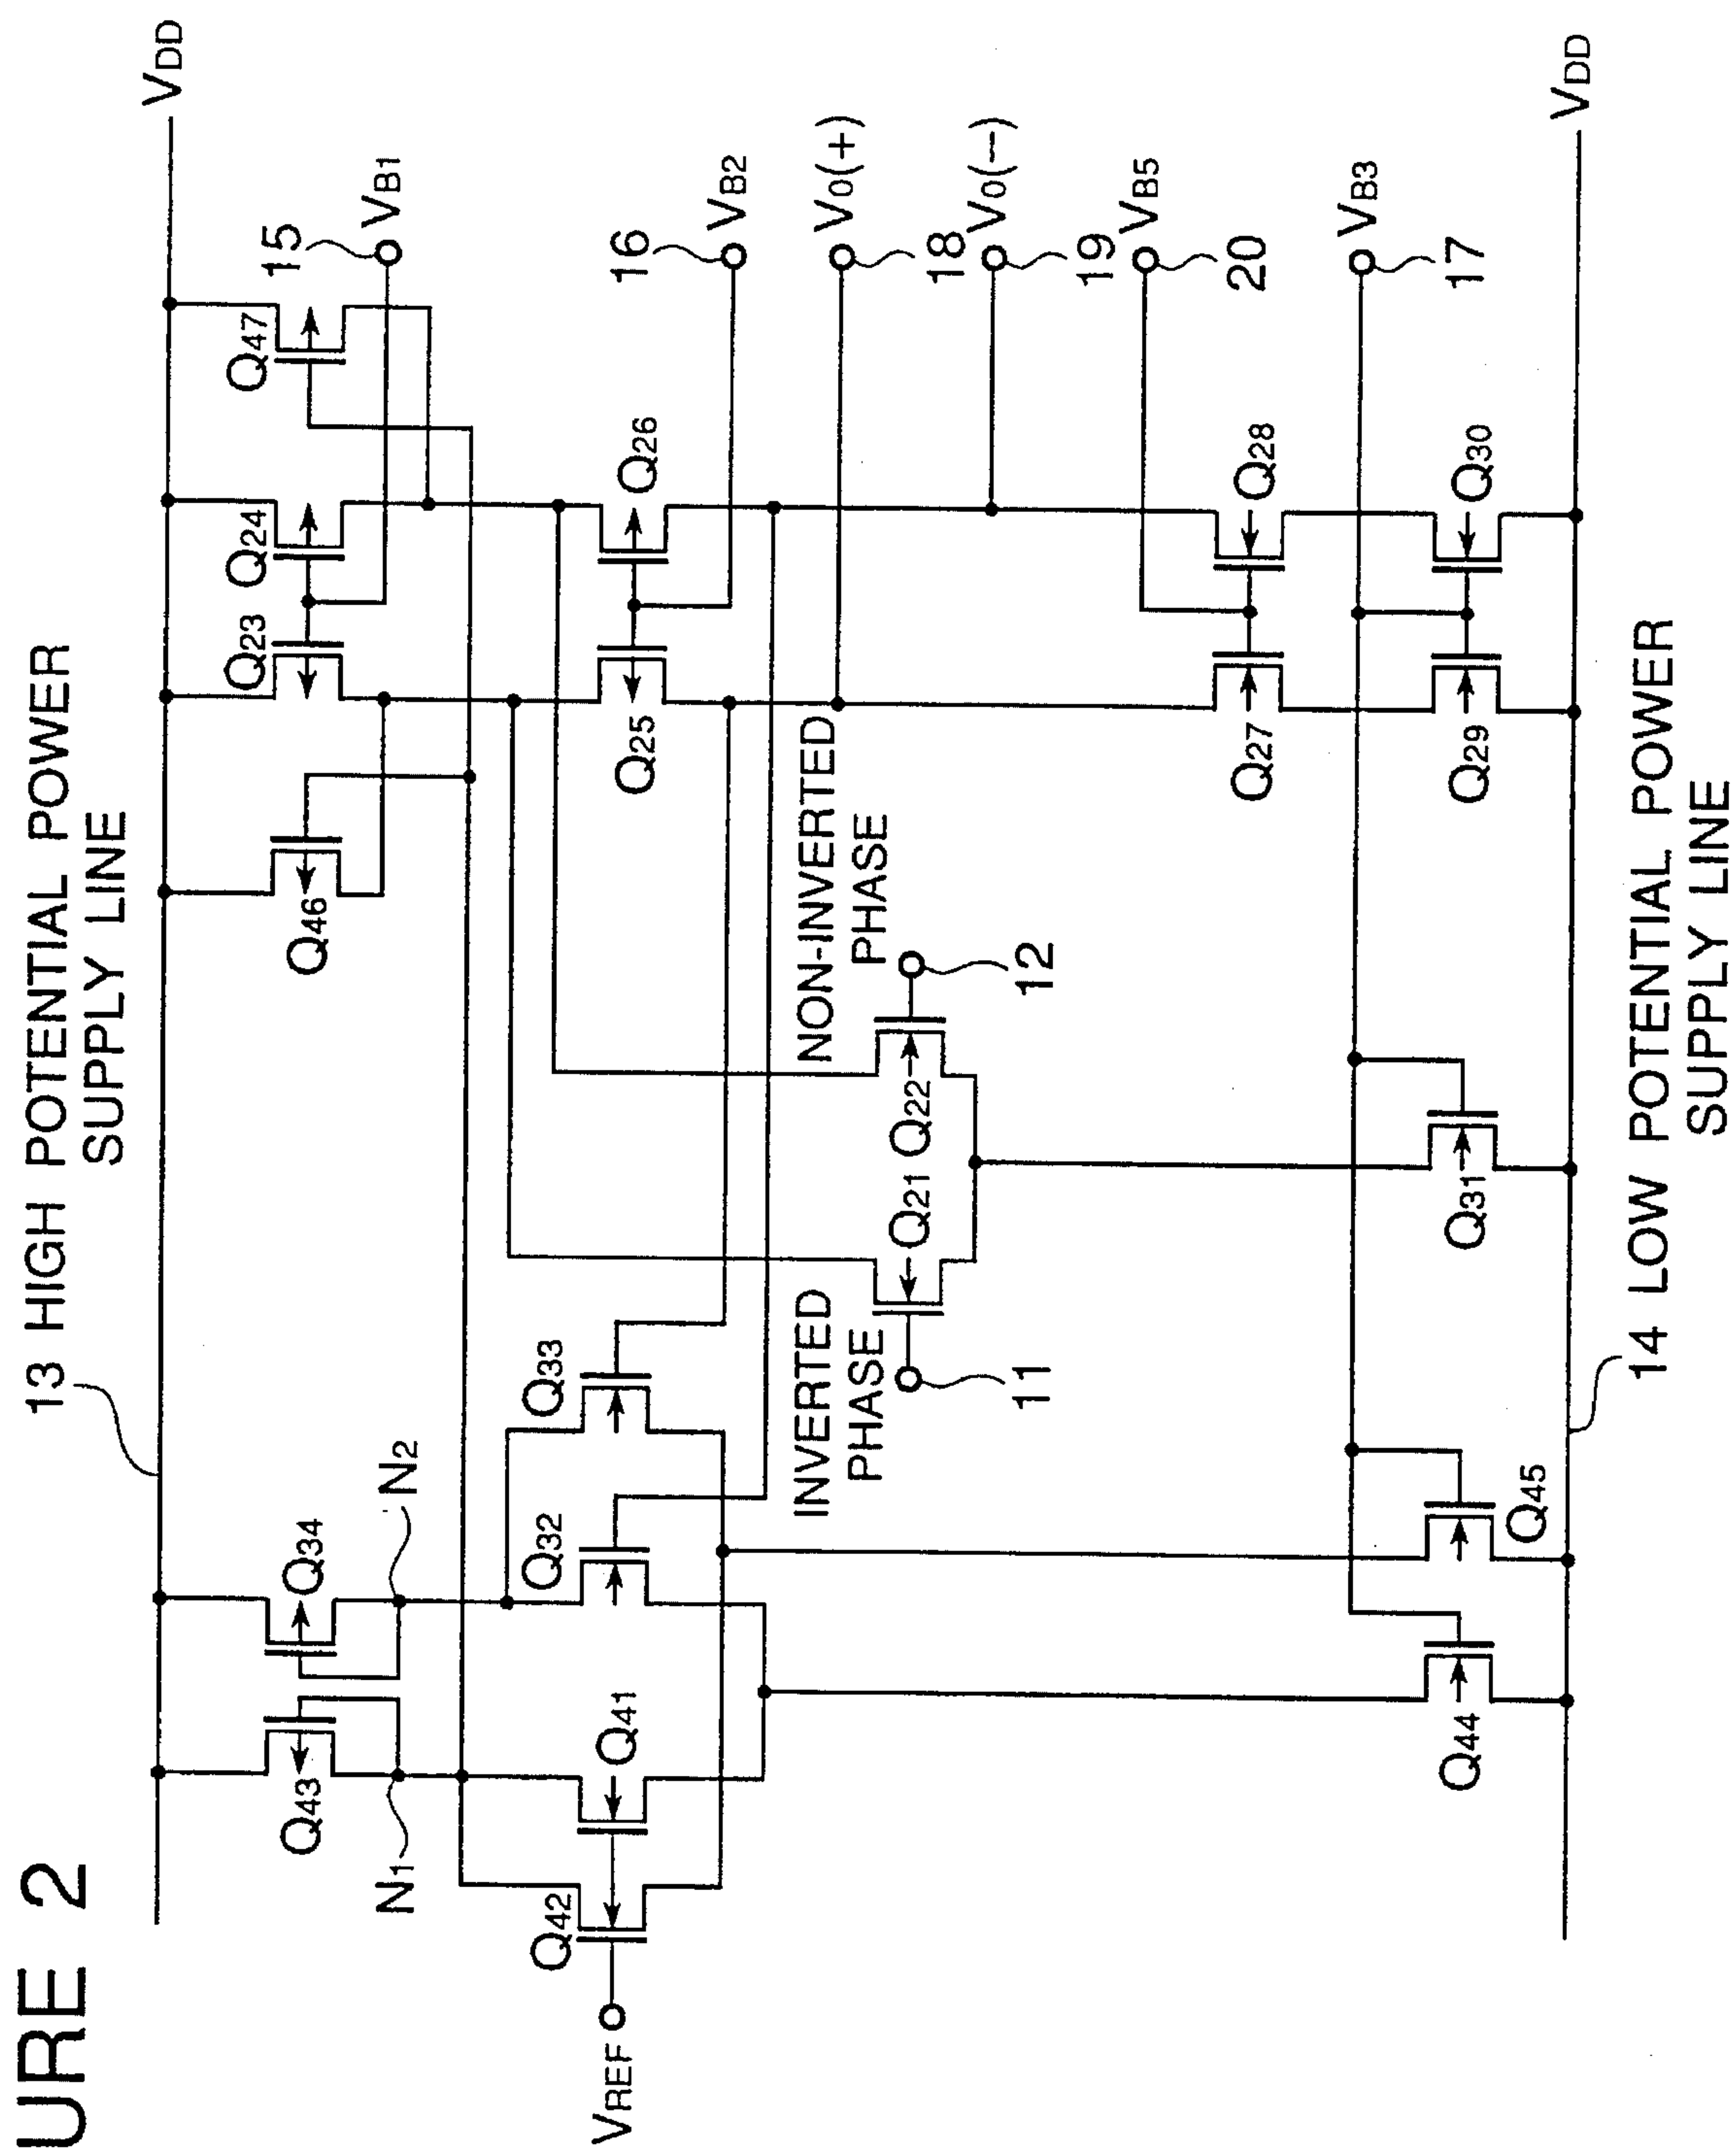 URE 2
13 HIGH POTENTIAL POWER
SUPPLY LINE
VDD
Q43
Q34
N1
N2
Q46
Q23
Q24
Q47
15
VB1
Q42
Q41
Q32
Q33
VREF
Q25
Q26
16
VB2
INVERTED
PHASE
NON-INVERTED
PHASE
11
Q21
Q22
12
18
VO(+)
19
VO(−)
Q27
Q28
20
VB5
17
VB3
Q44
Q45
Q31
Q29
Q30
VDD
14 LOW POTENTIAL POWER
SUPPLY LINE